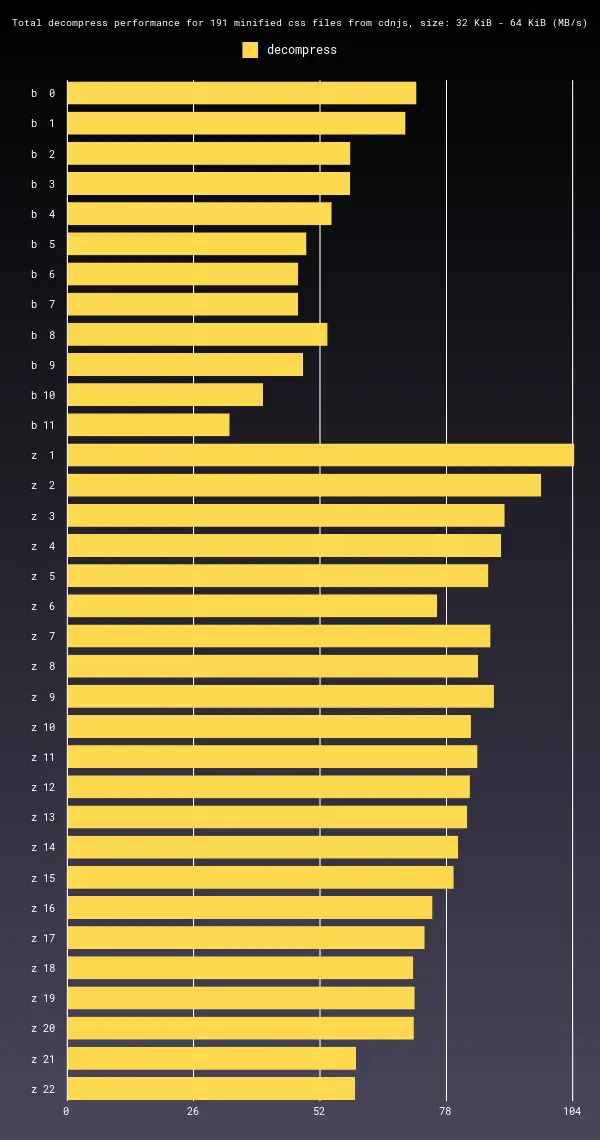 Total decompress performance for 191 minified css files from cdnjs, size: 32 KiB - 64 KiB (MB/s)
decompress
b 0
b 1
b 2
b 3
b 4
b 5
b 6
b 7
b 8
b 9
b 10
b 11
z 1
z 2
z 3
z 4
z 5
z 6
z 7
z 8
z 9
z 10
z 11
z 12
z 13
z 14
z 15
z 16
z 17
z 18
z 19
z 20
z 21
z 22
0 26 52 78 104